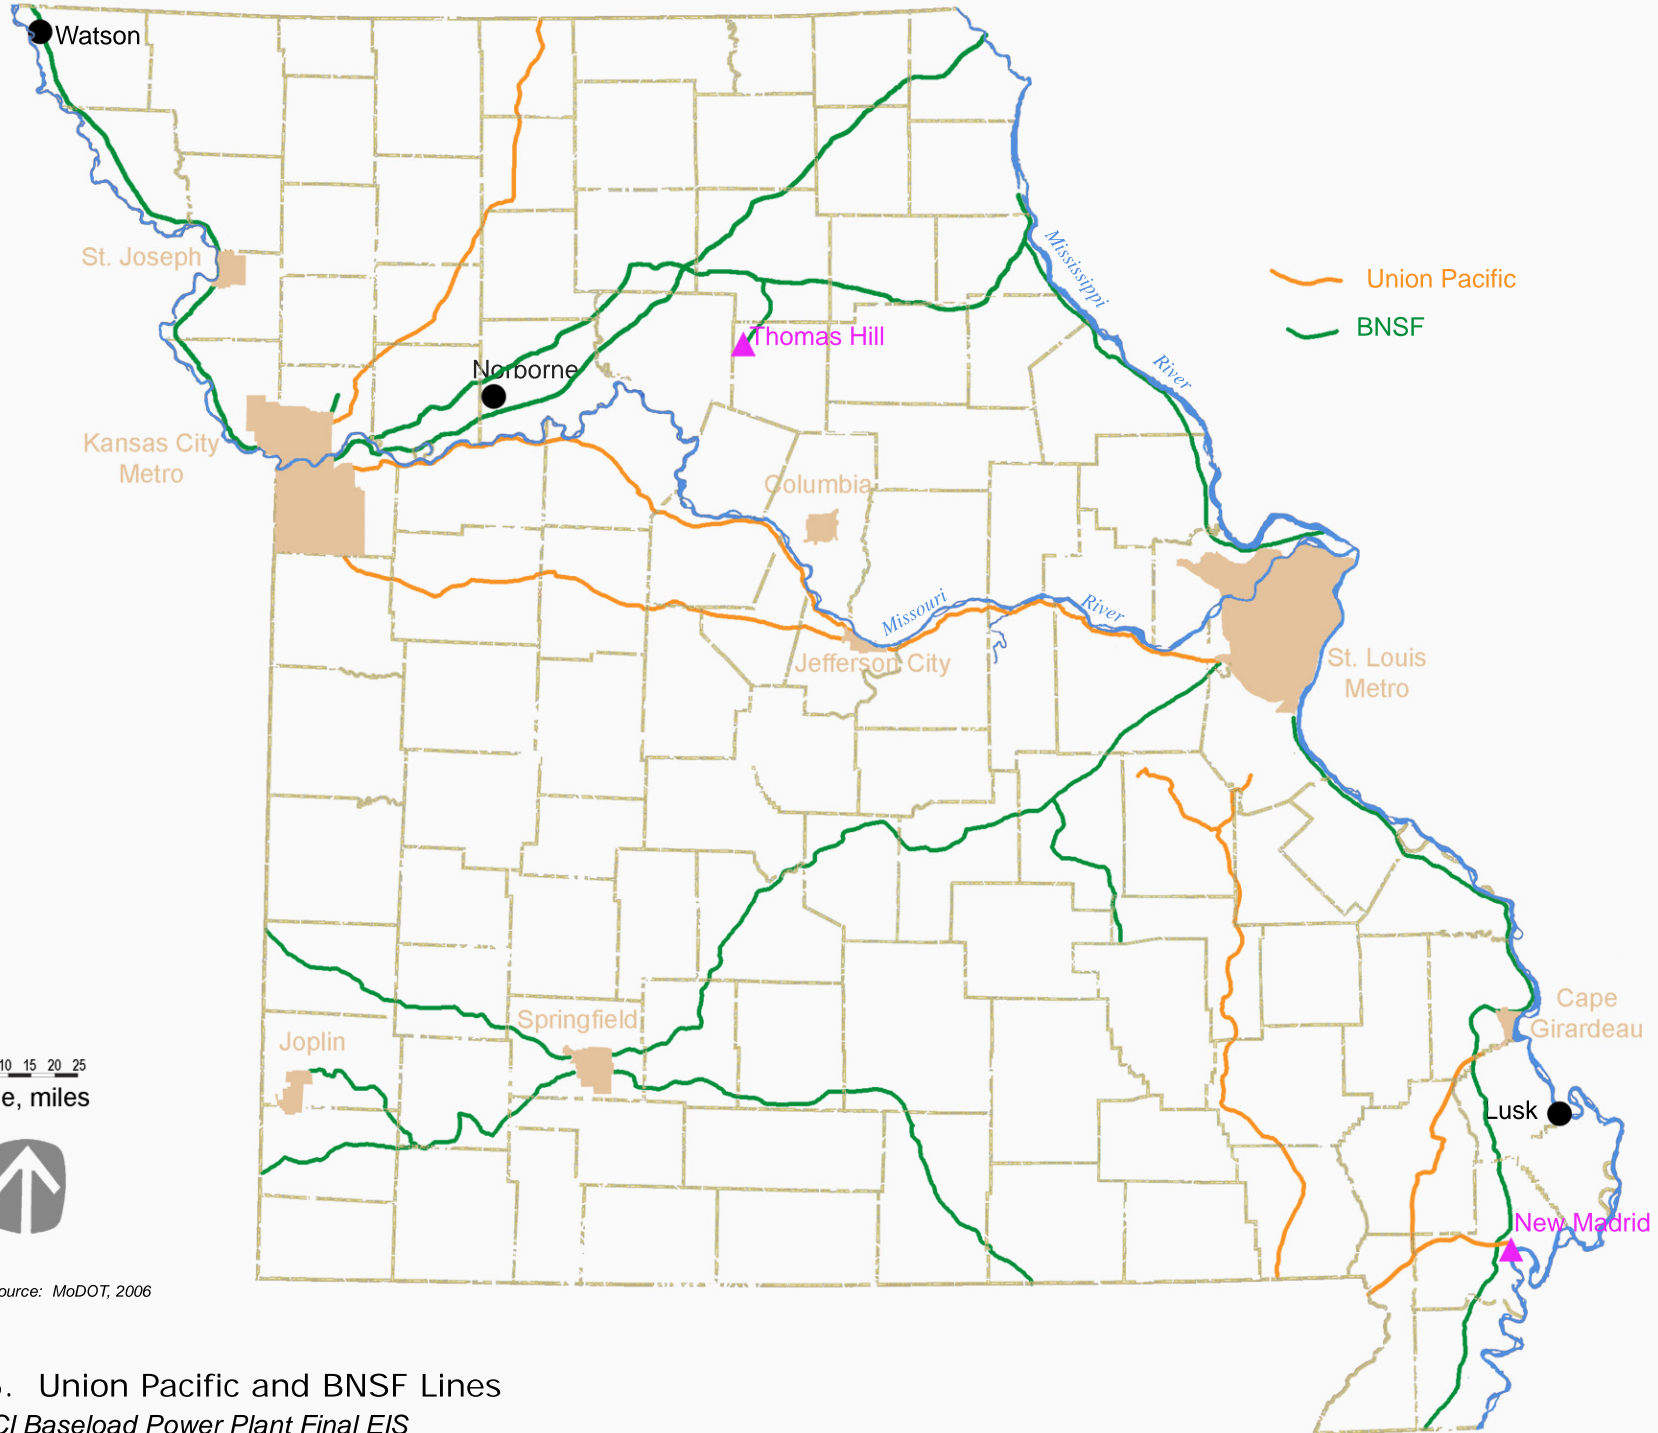 Watson
St. Joseph
Mississippi
River
Union Pacific
BNSF
Thomas Hill
Norborne
Kansas City
Metro
Columbia
Missouri
River
Jefferson City
St. Louis
Metro
Springfield
Joplin
Cape
Girardeau
Lusk
New Madrid
10 15 20 25
e, miles
ource: MoDOT, 2006
. Union Pacific and BNSF Lines
CI Baseload Power Plant Final EIS